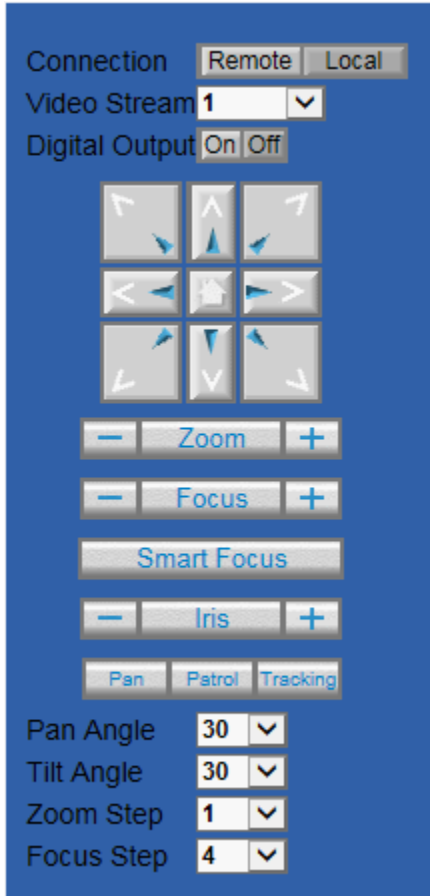 Connection Remote Local
Video Stream 1
Digital Output On Off
− Zoom +
− Focus +
Smart Focus
− Iris +
Pan Patrol Tracking
Pan Angle 30
Tilt Angle 30
Zoom Step 1
Focus Step 4